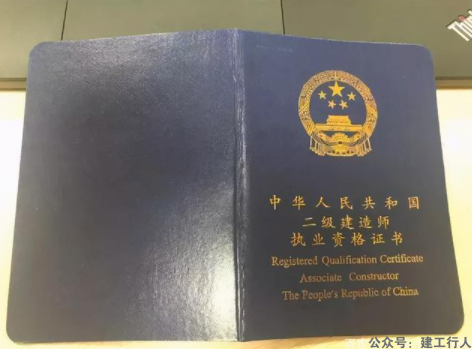 中华人民共和国
二级建造师
执业资格证书
Registered Qualification Certificate
Associate Constructor
The People's Republic of China
公众号：建工行人